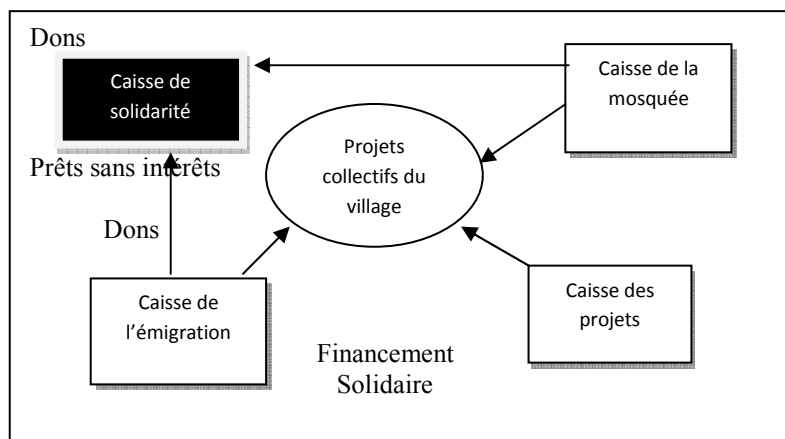 Dons
Caisse de
solidarité
Caisse de la
mosquée
Projets
collectifs du
village
Prêts sans intérêts
Dons
Caisse de
l’émigration
Caisse des
projets
Financement
Solidaire